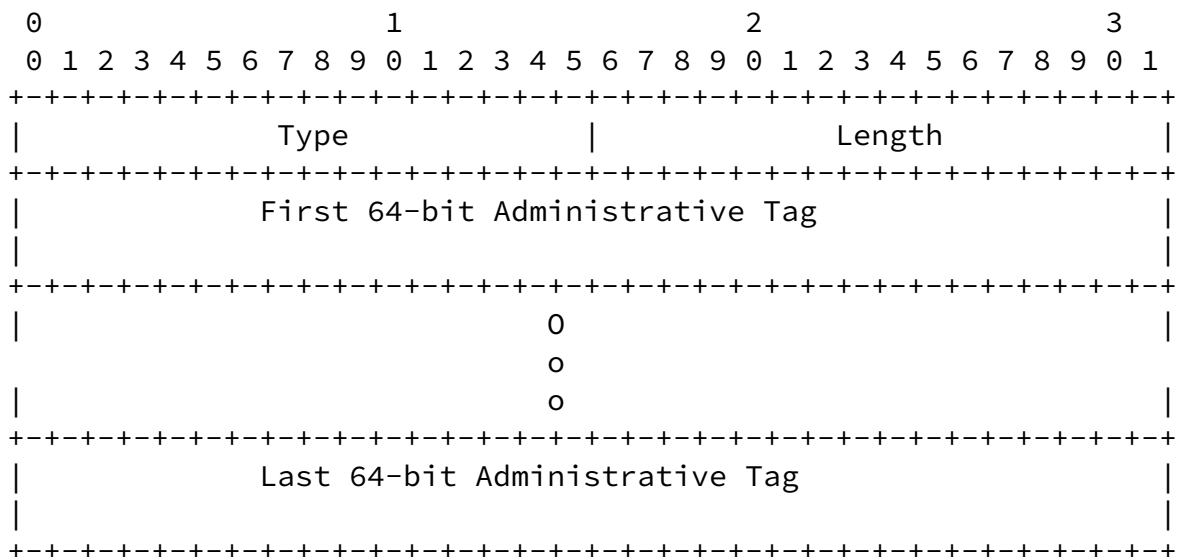 0                   1                   2                   3
 0 1 2 3 4 5 6 7 8 9 0 1 2 3 4 5 6 7 8 9 0 1 2 3 4 5 6 7 8 9 0 1
+-+-+-+-+-+-+-+-+-+-+-+-+-+-+-+-+-+-+-+-+-+-+-+-+-+-+-+-+-+-+-+-+
|              Type             |             Length            |
+-+-+-+-+-+-+-+-+-+-+-+-+-+-+-+-+-+-+-+-+-+-+-+-+-+-+-+-+-+-+-+-+
|             First 64-bit Administrative Tag                   |
|                                                               |
+-+-+-+-+-+-+-+-+-+-+-+-+-+-+-+-+-+-+-+-+-+-+-+-+-+-+-+-+-+-+-+-+
|                             O                                 |
                              o
|                             o                                 |
+-+-+-+-+-+-+-+-+-+-+-+-+-+-+-+-+-+-+-+-+-+-+-+-+-+-+-+-+-+-+-+-+
|             Last 64-bit Administrative Tag                    |
|                                                               |
+-+-+-+-+-+-+-+-+-+-+-+-+-+-+-+-+-+-+-+-+-+-+-+-+-+-+-+-+-+-+-+-+